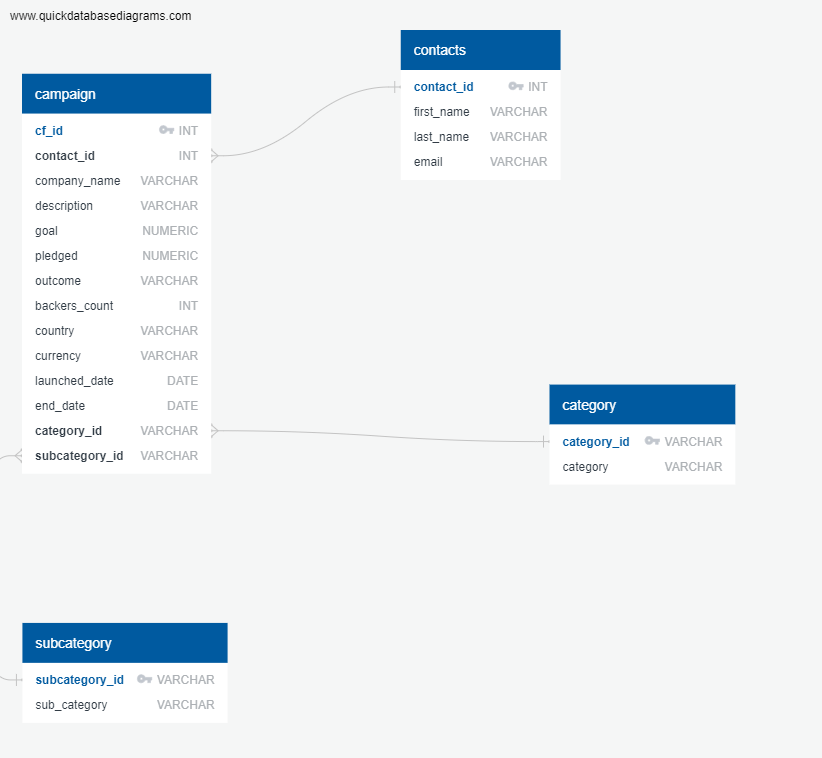 www.quickdatabasediagrams.com
campaign
cf_id INT
contact_id INT
company_name VARCHAR
description VARCHAR
goal NUMERIC
pledged NUMERIC
outcome VARCHAR
backers_count INT
country VARCHAR
currency VARCHAR
launched_date DATE
end_date DATE
category_id VARCHAR
subcategory_id VARCHAR
contacts
contact_id INT
first_name VARCHAR
last_name VARCHAR
email VARCHAR
category
category_id VARCHAR
category VARCHAR
subcategory
subcategory_id VARCHAR
sub_category VARCHAR